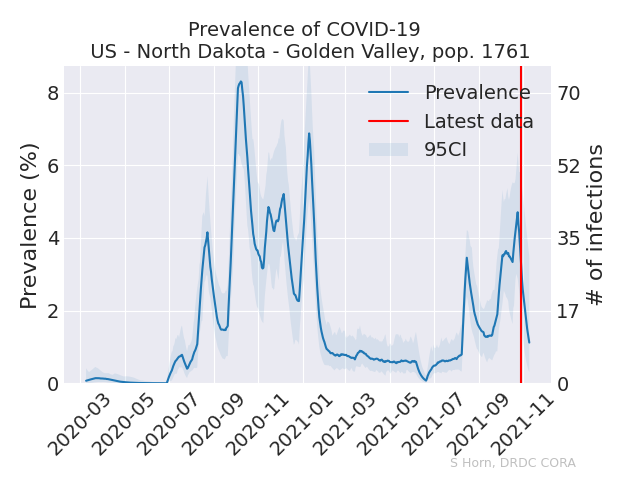 Prevalence of COVID-19
US - North Dakota - Golden Valley, pop. 1761
Prevalence (%)
8
6
4
2
0
Prevalence
Latest data
95CI
70
52
35
17
0
# of infections
2020-03
2020-05
2020-07
2020-09
2020-11
2021-01
2021-03
2021-05
2021-07
2021-09
2021-11
S Horn, DRDC CORA